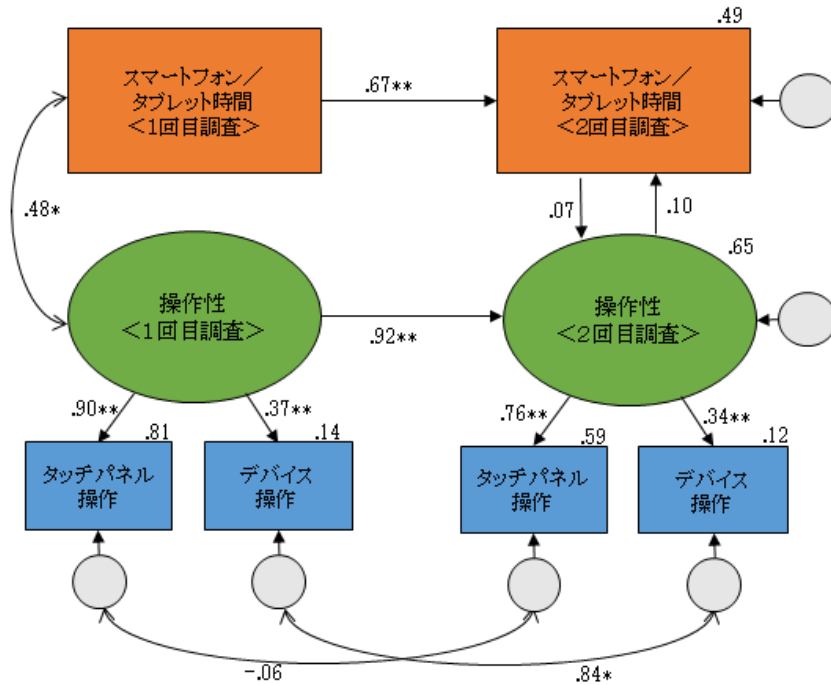 .49
スマートフォン/
タブレット時間
<1回目調査>
.67**
スマートフォン/
タブレット時間
<2回目調査>
.48*
.07
.10
.65
操作性
<1回目調査>
.92**
操作性
<2回目調査>
.90**
.37**
.76**
.34**
.81
.14
.59
.12
タッチパネル
操作
デバイス
操作
タッチパネル
操作
デバイス
操作
-.06
.84*